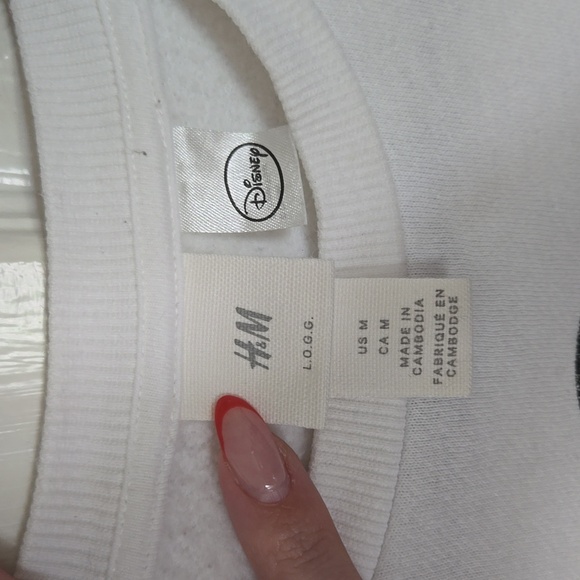 Disney
H&M
L.O.G.G.
US M
CA M
MADE IN
CAMBODIA
FABRIQUÉ EN
CAMBODGE